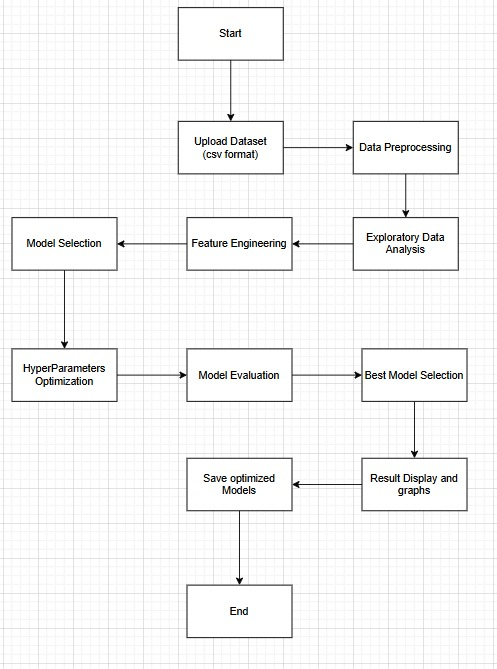 Start
Upload Dataset
(csv format)
Data Preprocessing
Exploratory Data
Analysis
Feature Engineering
Model Selection
HyperParameters
Optimization
Model Evaluation
Best Model Selection
Result Display and
graphs
Save optimized
Models
End